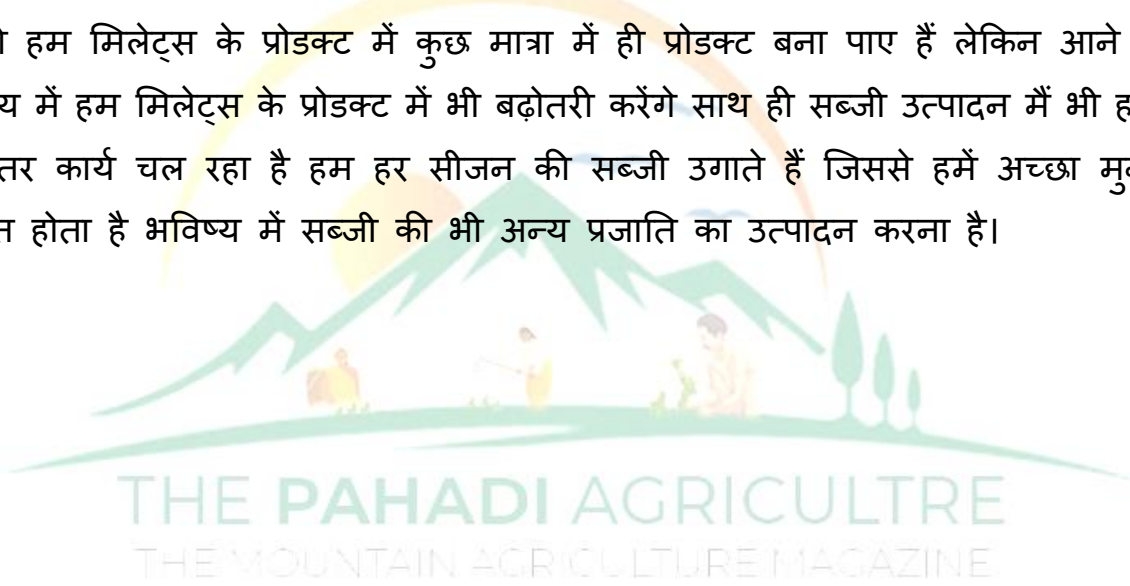 हम मिलेट्स के प्रोडक्ट में कुछ मात्रा में ही प्रोडक्ट बना पाए हैं लेकिन आने
में हम मिलेट्स के प्रोडक्ट में भी बढ़ोतरी करेंगे साथ ही सब्जी उत्पादन मैं भी
कार्य चल रहा है हम हर सीजन की सब्जी उगाते हैं जिससे हमें अच्छा
होता है भविष्य में सब्जी की भी अन्य प्रजाति का उत्पादन करना है।
THE PAHADI AGRICULTRE
THE MOUNTAIN AGRICULTURE MAGAZINE